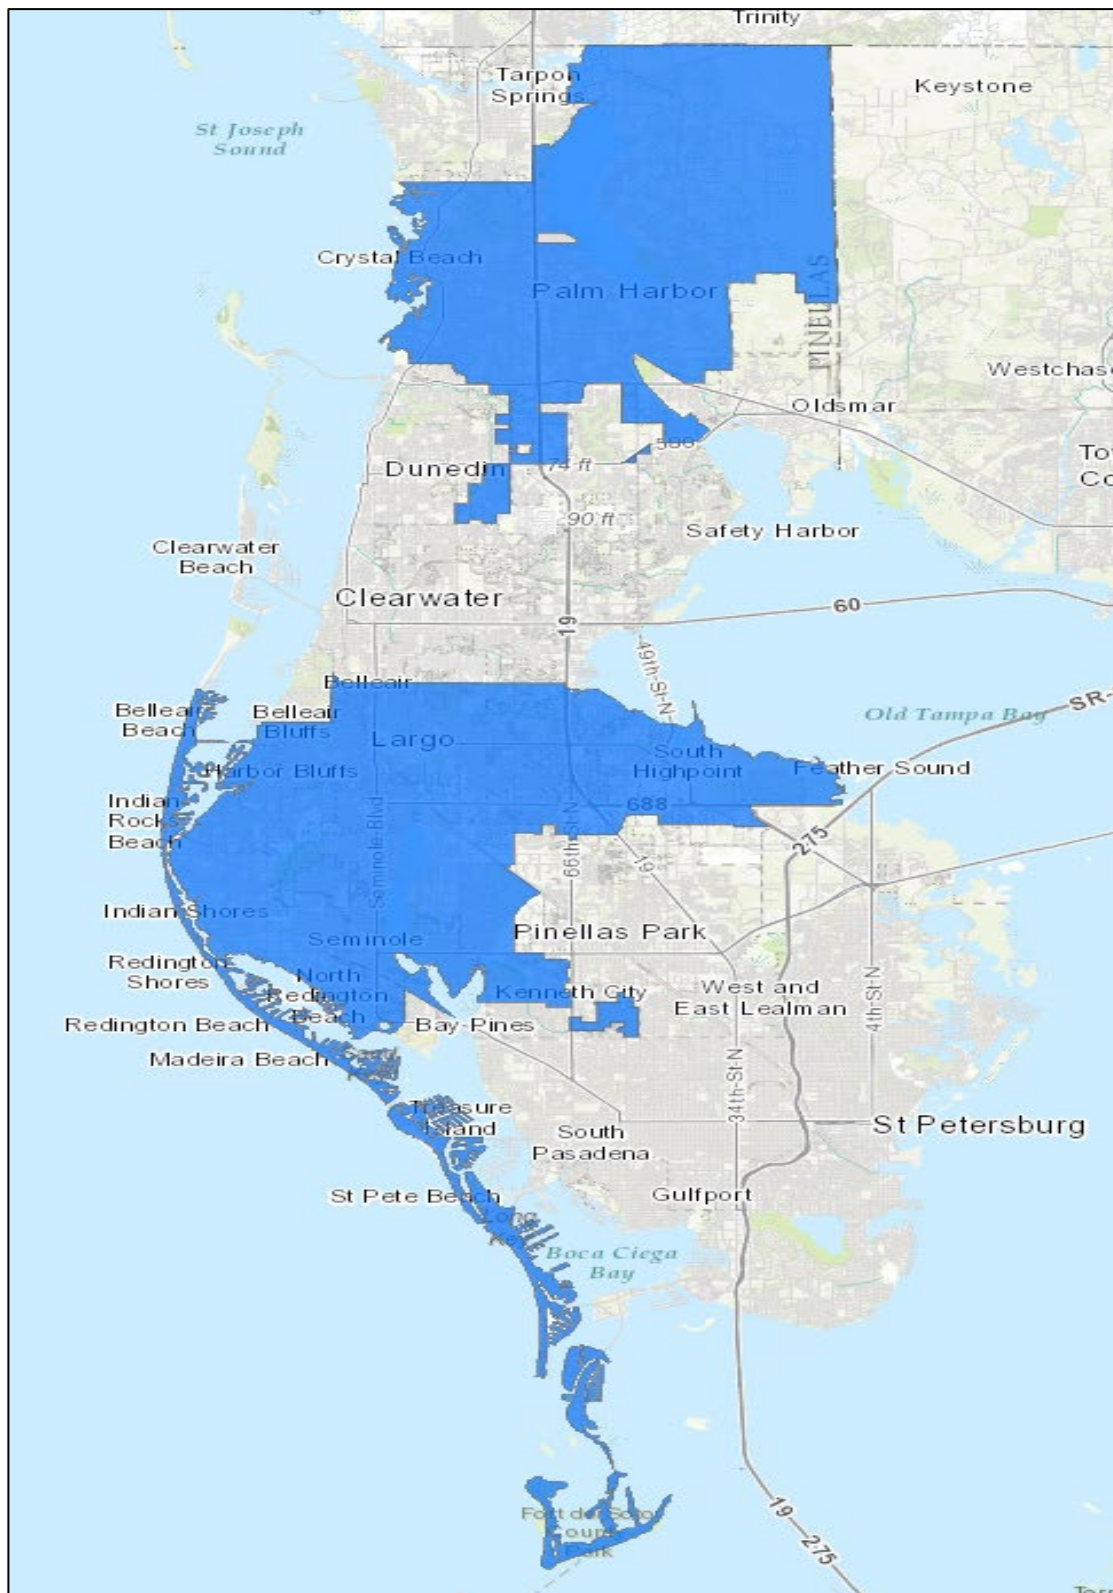 Trinity
Tarpon
Springs
Keystone
St Joseph
Sound
Crystal Beach
Palm Harbor
PINELLAS
Westchase
Oldsmar
580
Dunedin
74 ft
90 ft
Safety Harbor
Clearwater
Beach
Clearwater
60
19
49th-St-N
Belleair
Belleair
Beach
Belleair
Bluffs
Old Tampa Bay
SR-
Largo
South
Highpoint
Feather Sound
Harbor Bluffs
Indian
Rocks
Beach
688
275
Seminole Blvd
66th-St-N
19
Indian Shores
Seminole
Pinellas Park
Redington
Shores
North
Redington
Beach
Kenneth City
West and
East Lealman
4th-St-N
Redington Beach
Bay-Pines
Madeira Beach
34th-St-N
Treasure
Island
South
Pasadena
St Petersburg
St Pete Beach
Gulfport
Long
Key
Boca Ciega
Bay
Fort de Soto
County
Park
19
275